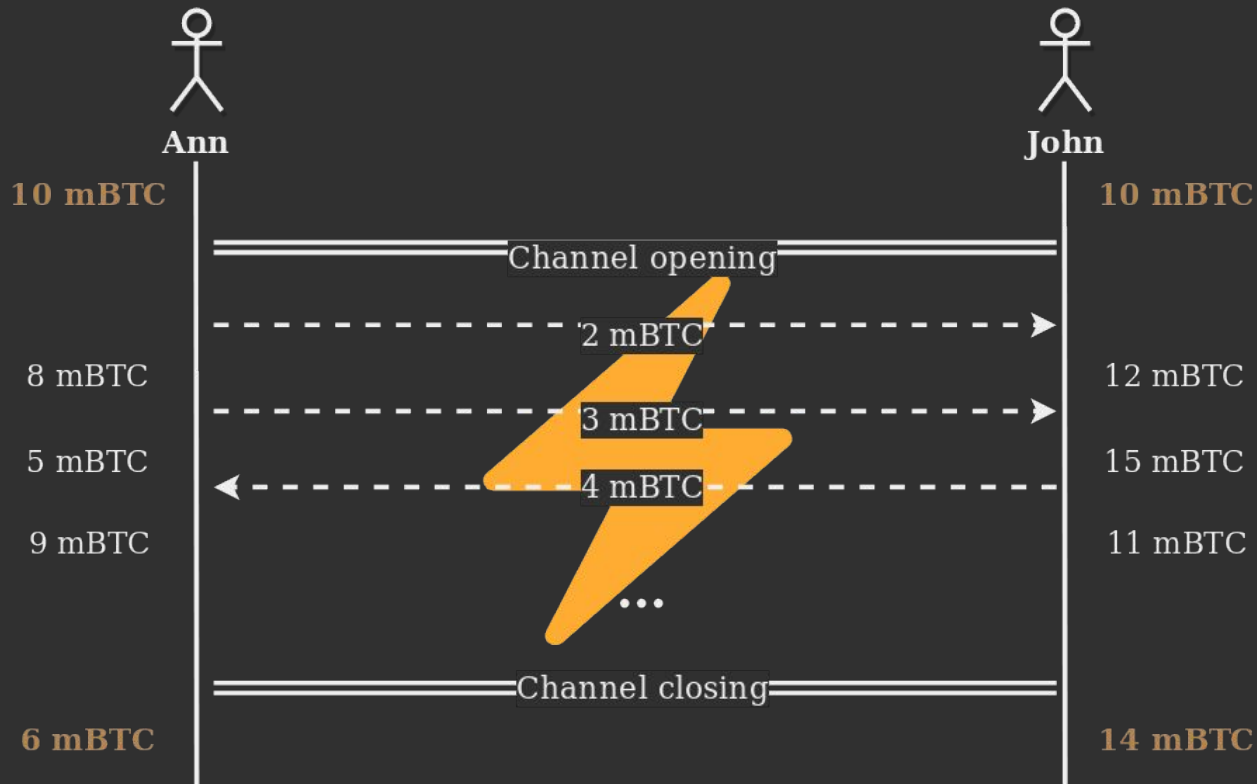 Ann
John
10 mBTC
10 mBTC
Channel opening
2 mBTC
8 mBTC
12 mBTC
3 mBTC
5 mBTC
15 mBTC
4 mBTC
9 mBTC
11 mBTC
...
Channel closing
6 mBTC
14 mBTC